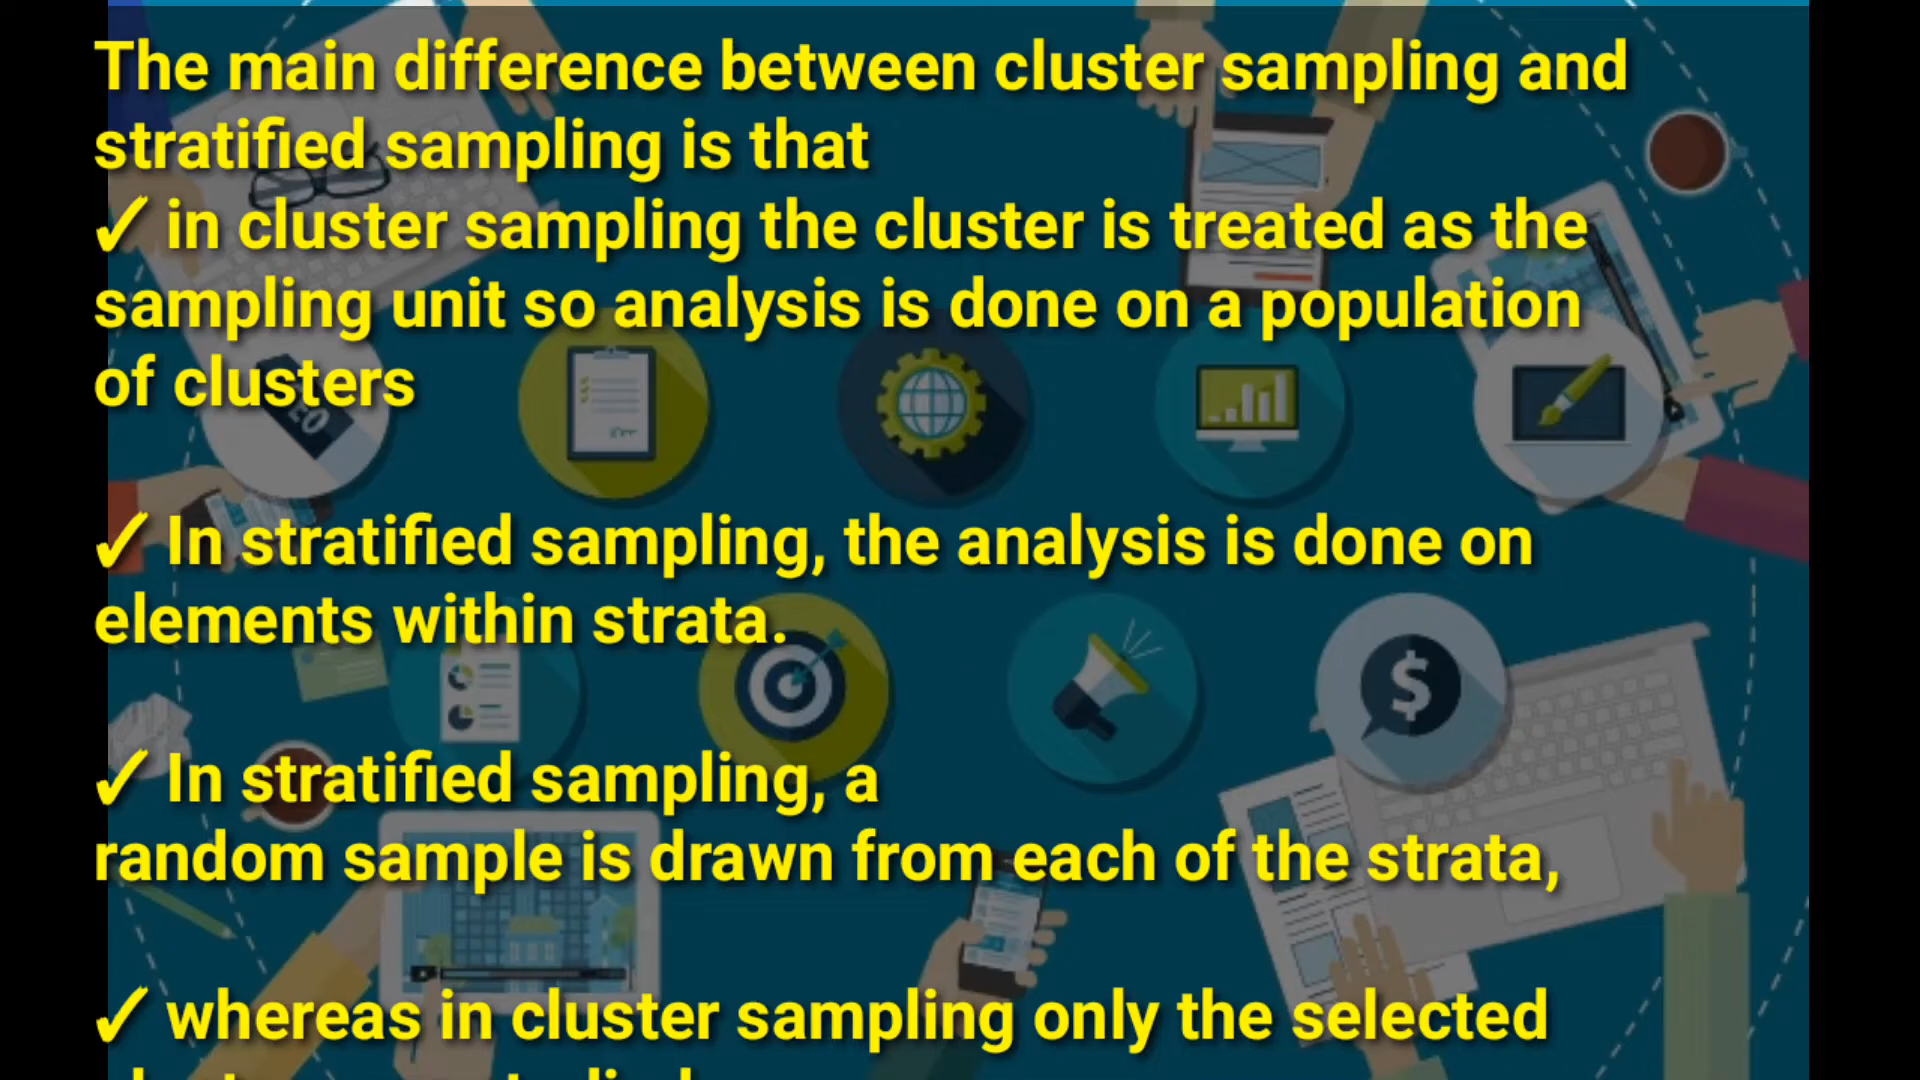 The main difference between cluster sampling and
stratified sampling is that
✓ in cluster sampling the cluster is treated as the
sampling unit so analysis is done on a population
of clusters
✓ In stratified sampling, the analysis is done on
elements within strata.
✓ In stratified sampling, a
random sample is drawn from each of the strata,
✓ whereas in cluster sampling only the selected